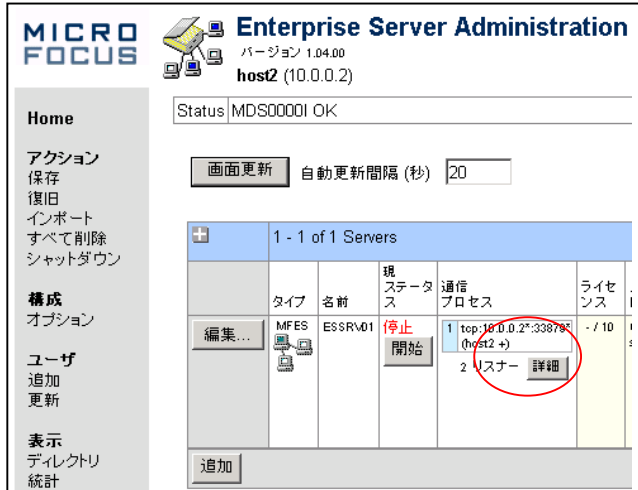 MICRO
FOCUS
Enterprise Server Administration
バージョン 1.04.00
host2 (10.0.0.2)
Home
アクション
保存
復旧
インポート
すべて削除
シャットダウン
構成
オプション
ユーザ
追加
更新
表示
ディレクトリ
統計
Status MDS0000I OK
画面更新 自動更新間隔 (秒) 20
1 - 1 of 1 Servers
タイプ 名前 現ステータス 通信プロセス ライセンス
編集... MFES ESSRV01 停止 1 tcp:10.0.0.2*:33879* - / 10
開始 (host2 +)
2 リスナー 詳細
追加